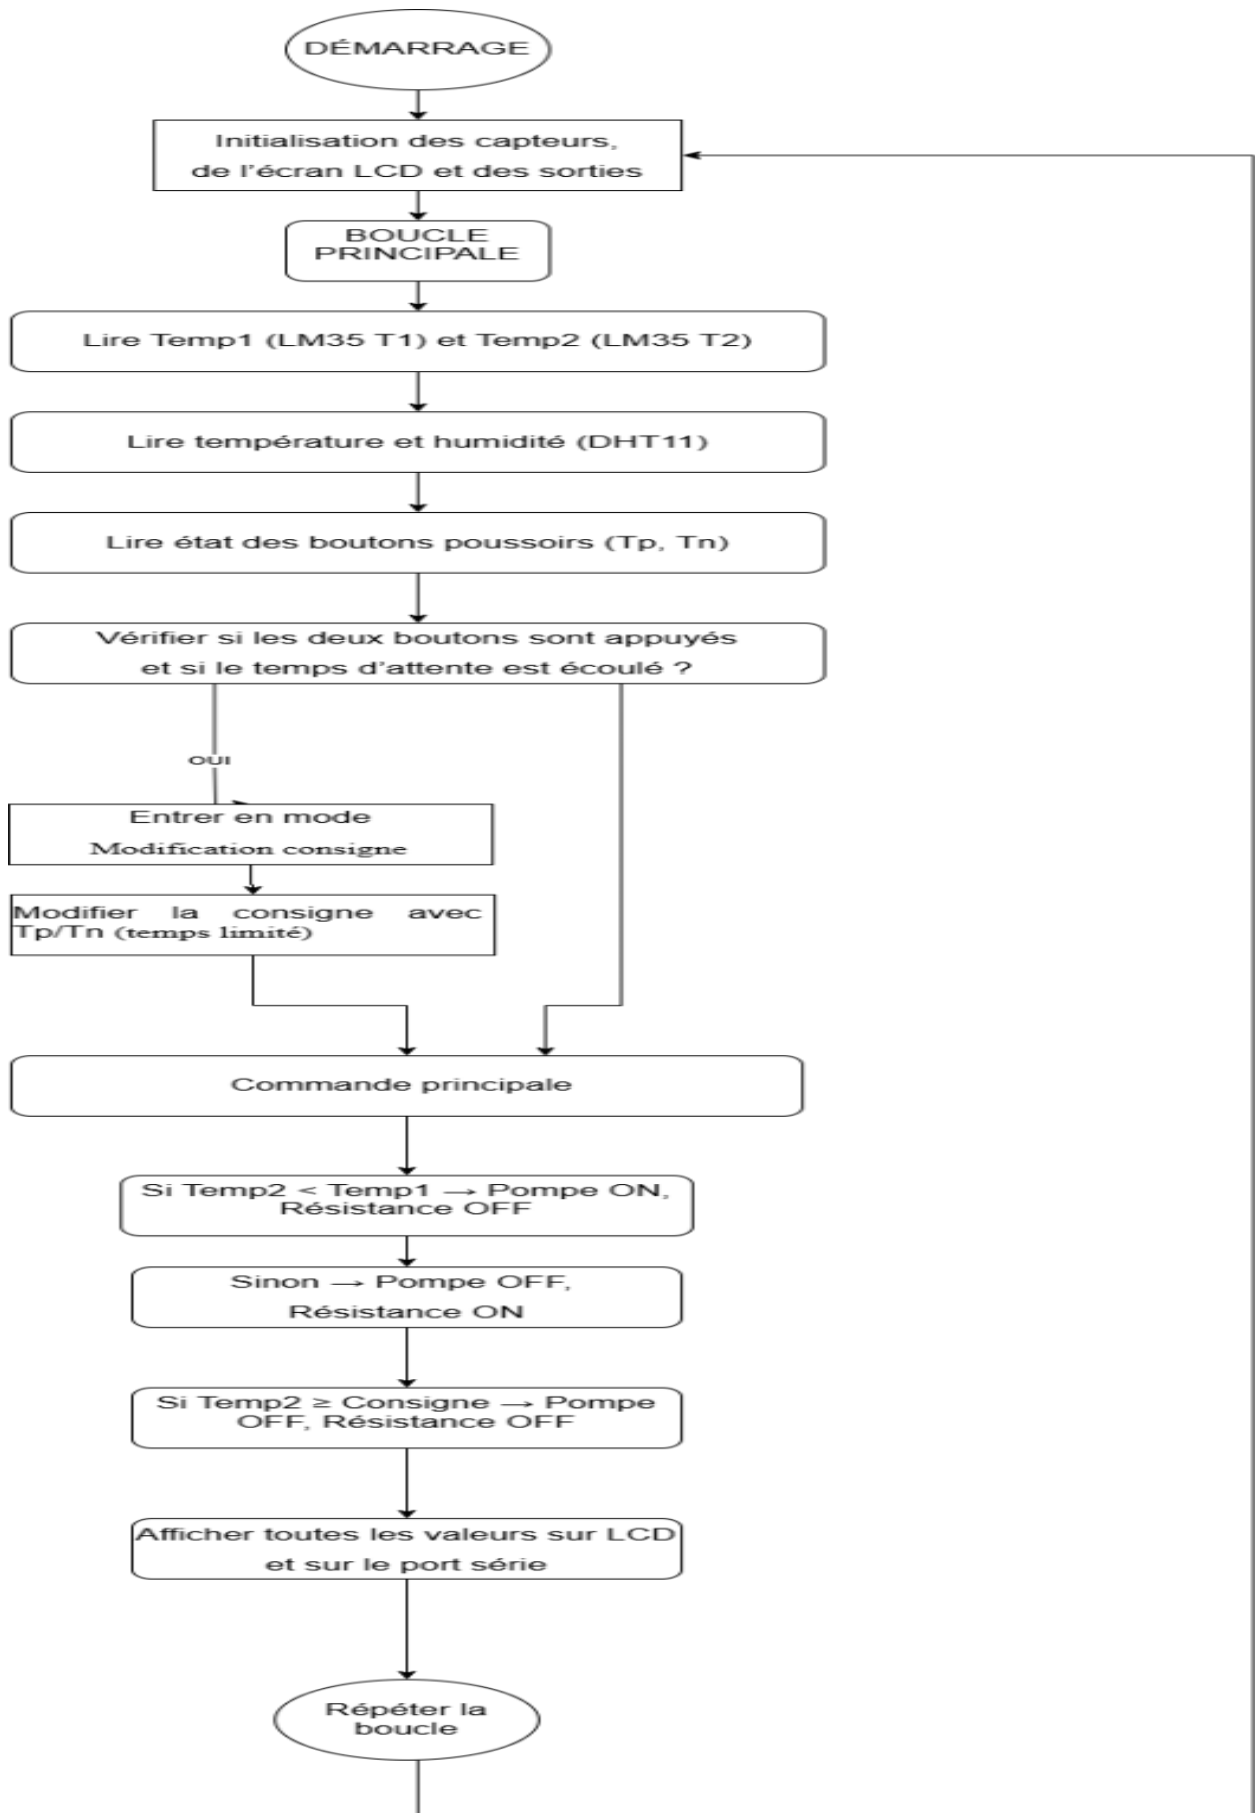 DÉMARRAGE
Initialisation des capteurs,
de l'écran LCD et des sorties
BOUCLE
PRINCIPALE
Lire Temp1 (LM35 T1) et Temp2 (LM35 T2)
Lire température et humidité (DHT11)
Lire état des boutons poussoirs (Tp, Tn)
Vérifier si les deux boutons sont appuyés
et si le temps d'attente est écoulé ?
oui
Entrer en mode
Modification consigne
Modifier la consigne avec
Tp/Tn (temps limité)
Commande principale
Si Temp2 < Temp1 → Pompe ON,
Résistance OFF
Sinon → Pompe OFF,
Résistance ON
Si Temp2 ≥ Consigne → Pompe
OFF, Résistance OFF
Afficher toutes les valeurs sur LCD
et sur le port série
Répéter la
boucle